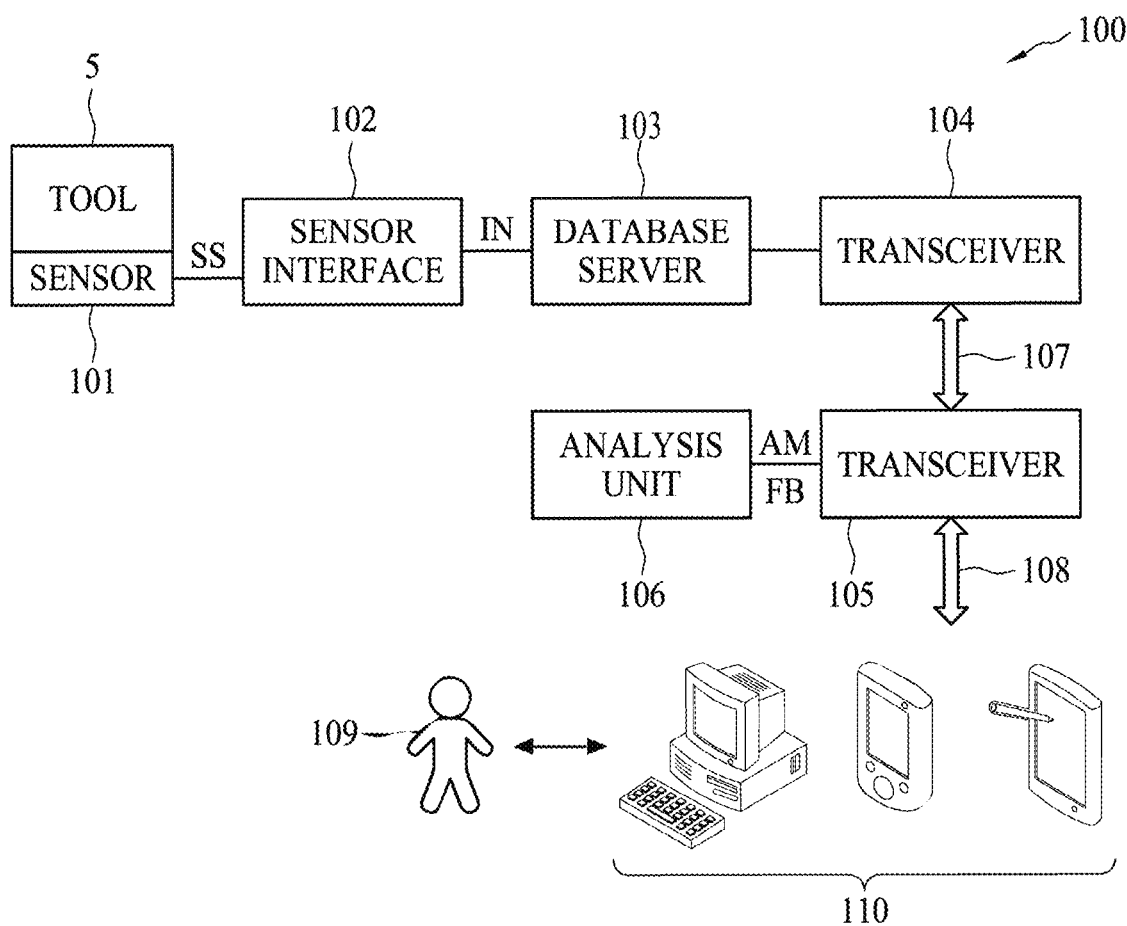 100
5
102
103
104
TOOL
SENSOR
SS
SENSOR
INTERFACE
IN
DATABASE
SERVER
TRANSCEIVER
101
107
ANALYSIS
UNIT
AM
FB
TRANSCEIVER
106
105
108
109
110